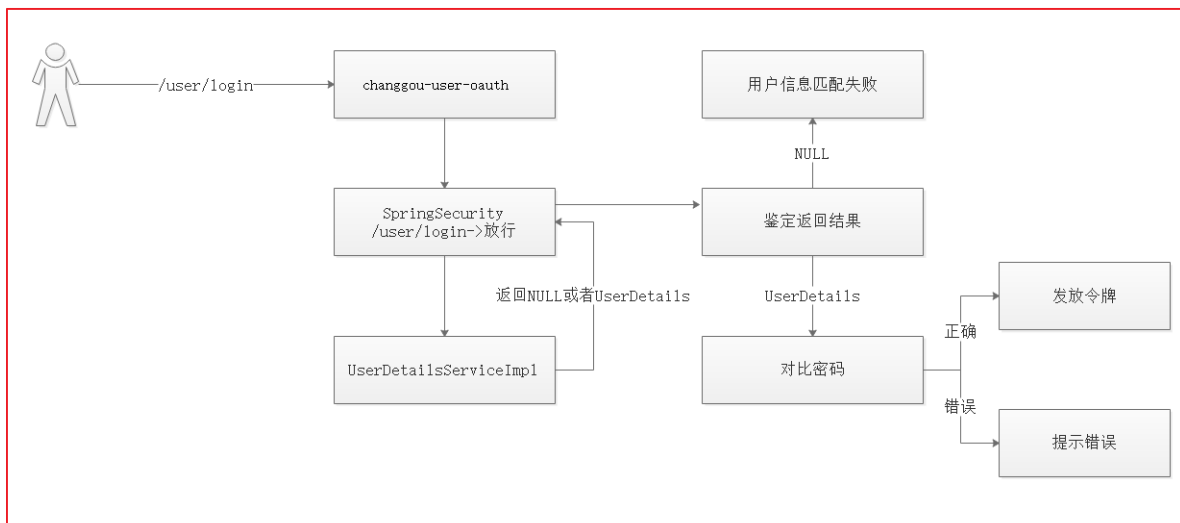 /user/login
changgou-user-oauth
用户信息匹配失败
NULL
SpringSecurity
/user/login->放行
鉴定返回结果
返回NULL或者UserDetails
UserDetails
发放令牌
正确
UserDetailsServiceImpl
对比密码
错误
提示错误